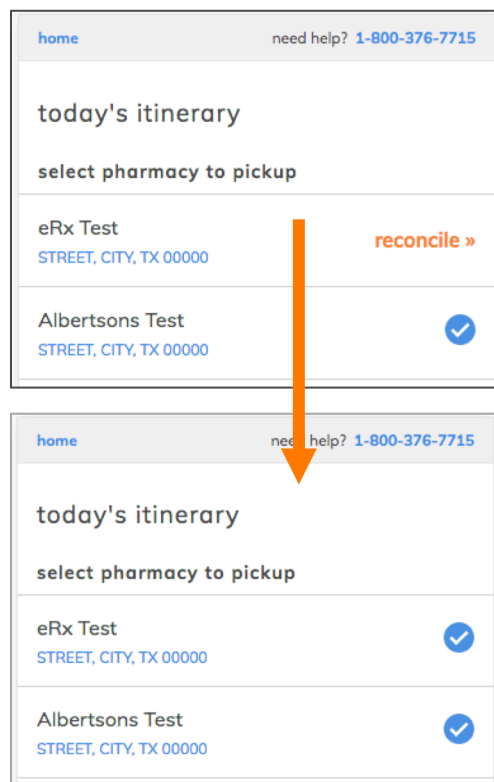 home need help? 1-800-376-7715
today's itinerary
select pharmacy to pickup
eRx Test
STREET, CITY, TX 00000
reconcile »
Albertsons Test
STREET, CITY, TX 00000
home need help? 1-800-376-7715
today's itinerary
select pharmacy to pickup
eRx Test
STREET, CITY, TX 00000
Albertsons Test
STREET, CITY, TX 00000